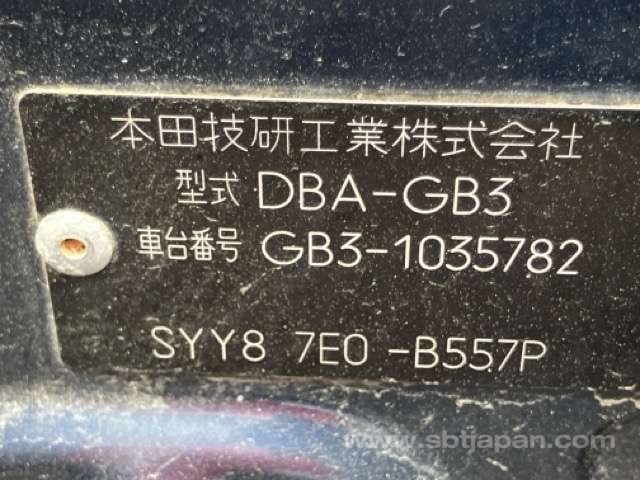 本田技研工業株式会社
型式 DBA-GB3
車台番号 GB3-1035782
SYY8 7E0 -B557P
www.sbtjapan.com